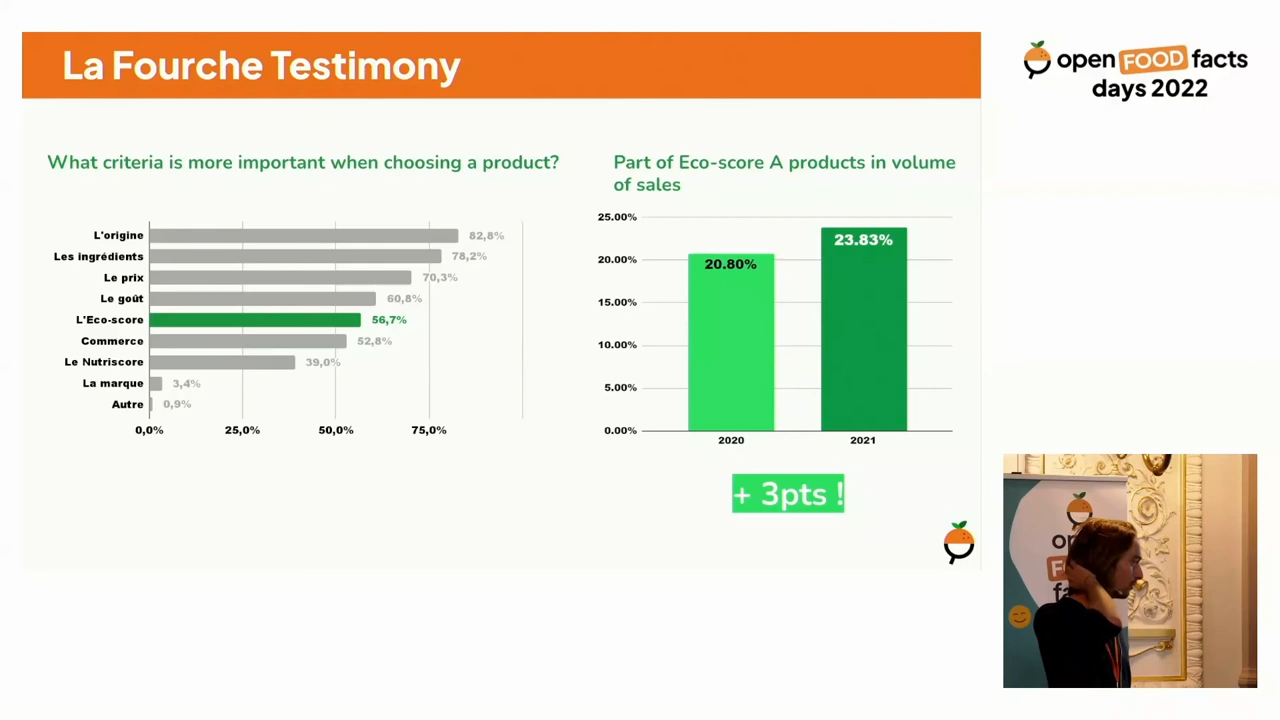 La Fourche Testimony
open FOOD facts
days 2022
What criteria is more important when choosing a product?
L'origine 82,8%
Les ingrédients 78,2%
Le prix 70,3%
Le goût 60,8%
L'Eco-score 56,7%
Commerce 52,8%
Le Nutriscore 39,0%
La marque 3,4%
Autre 0,9%
0,0% 25,0% 50,0% 75,0%
Part of Eco-score A products in volume
of sales
25.00%
20.00%
15.00%
10.00%
5.00%
0.00%
20.80%
23.83%
2020 2021
+ 3pts !